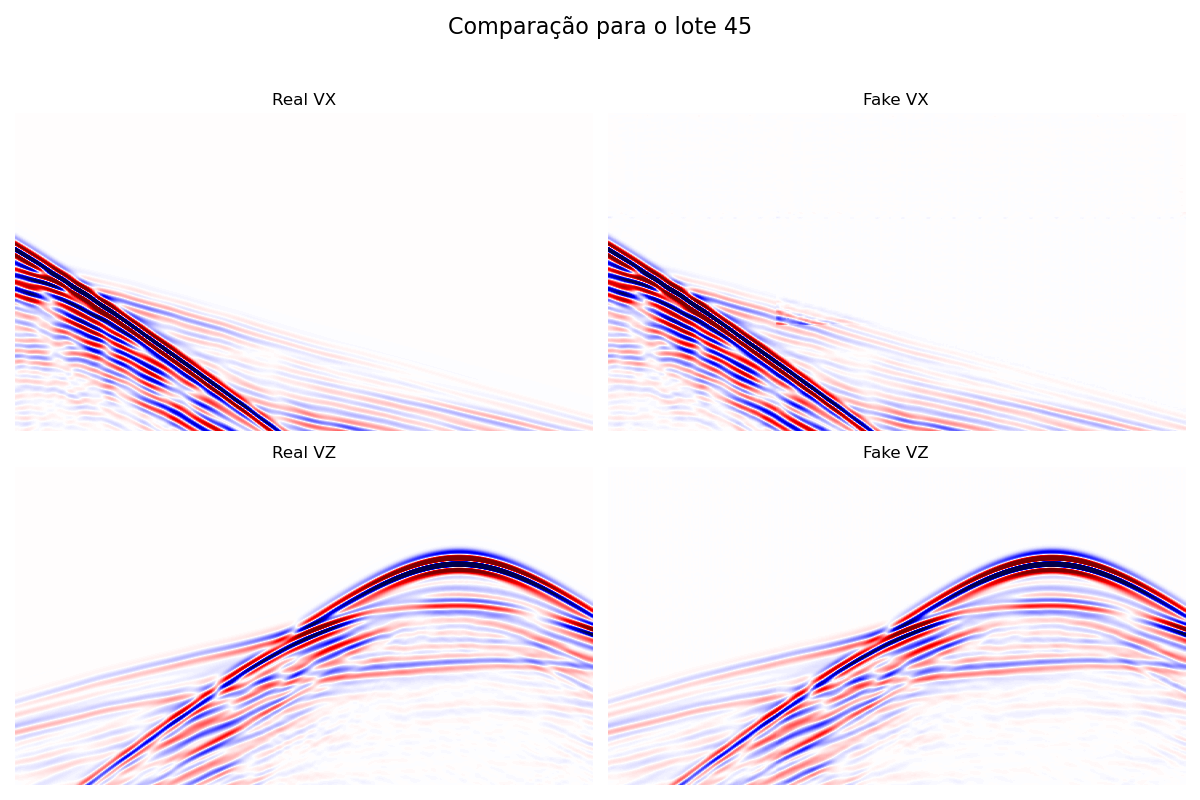 Comparação para o lote 45
Real VX
Fake VX
Real VZ
Fake VZ